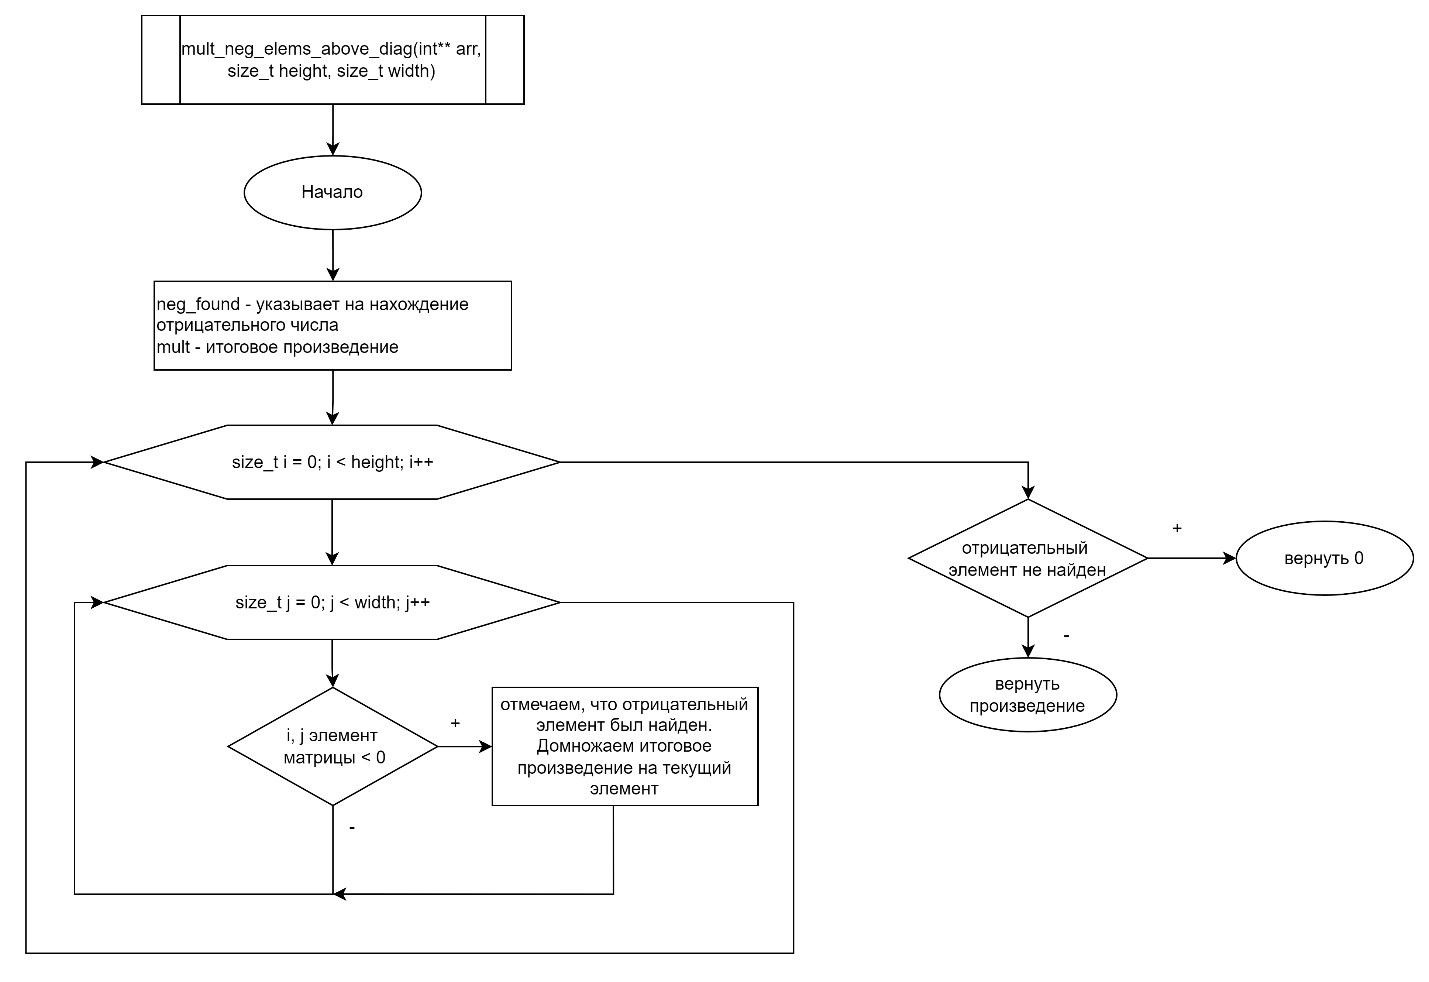 mult_neg_elems_above_diag(int** arr,
size_t height, size_t width)
Начало
neg_found - указывает на нахождение
отрицательного числа
mult - итоговое произведение
size_t i = 0; i < height; i++
size_t j = 0; j < width; j++
i, j элемент
матрицы < 0
+
-
отмечаем, что отрицательный
элемент был найден.
Домножаем итоговое
произведение на текущий
элемент
отрицательный
элемент не найден
+
-
вернуть 0
вернуть
произведение